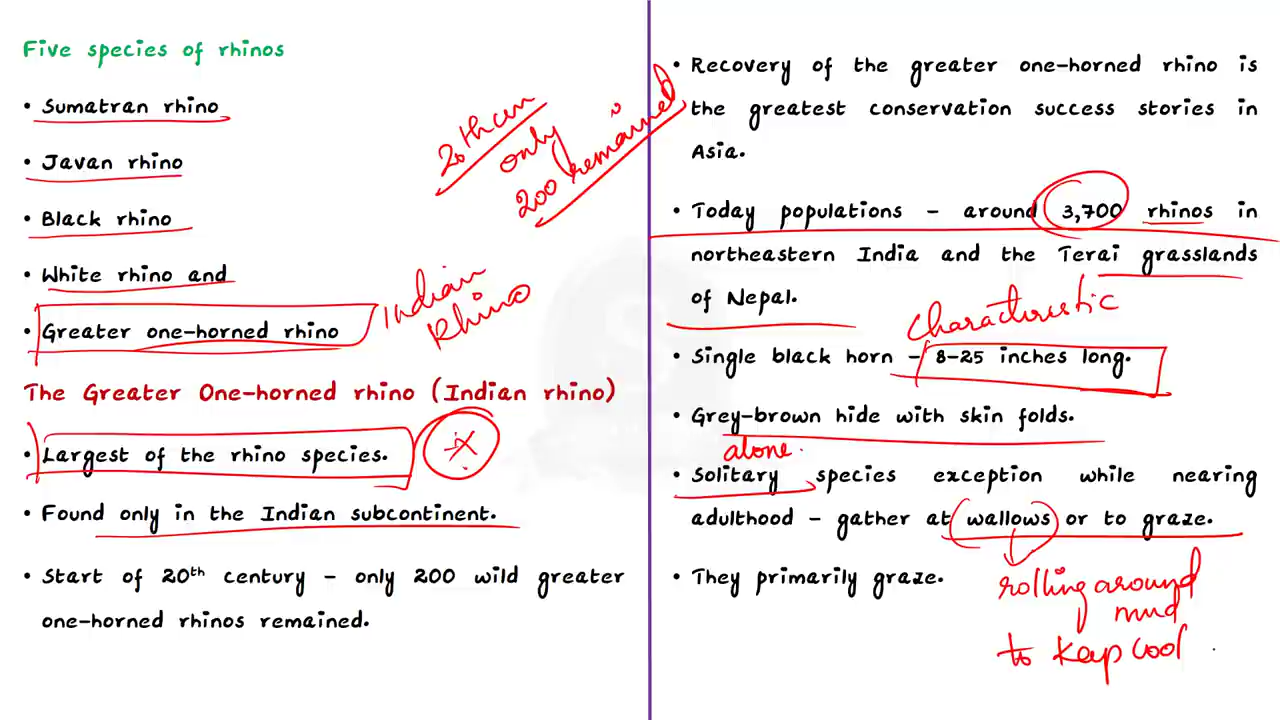 Five species of rhinos
• Sumatran rhino
• Javan rhino
• Black rhino
• White rhino and
• Greater one-horned rhino
Indian
Rhino
20th cen
only
200 remained
The Greater One-horned rhino (Indian rhino)
• Largest of the rhino species.
• Found only in the Indian subcontinent.
• Start of 20th century - only 200 wild greater
one-horned rhinos remained.
• Recovery of the greater one-horned rhino is
the greatest conservation success stories in
Asia.
• Today populations - around 3,700 rhinos in
northeastern India and the Terai grasslands
of Nepal.
characteristic
• Single black horn - 8-25 inches long.
• Grey-brown hide with skin folds.
alone.
• Solitary species exception while nearing
adulthood - gather at wallows or to graze.
• They primarily graze.
rolling around
mud
to keep cool